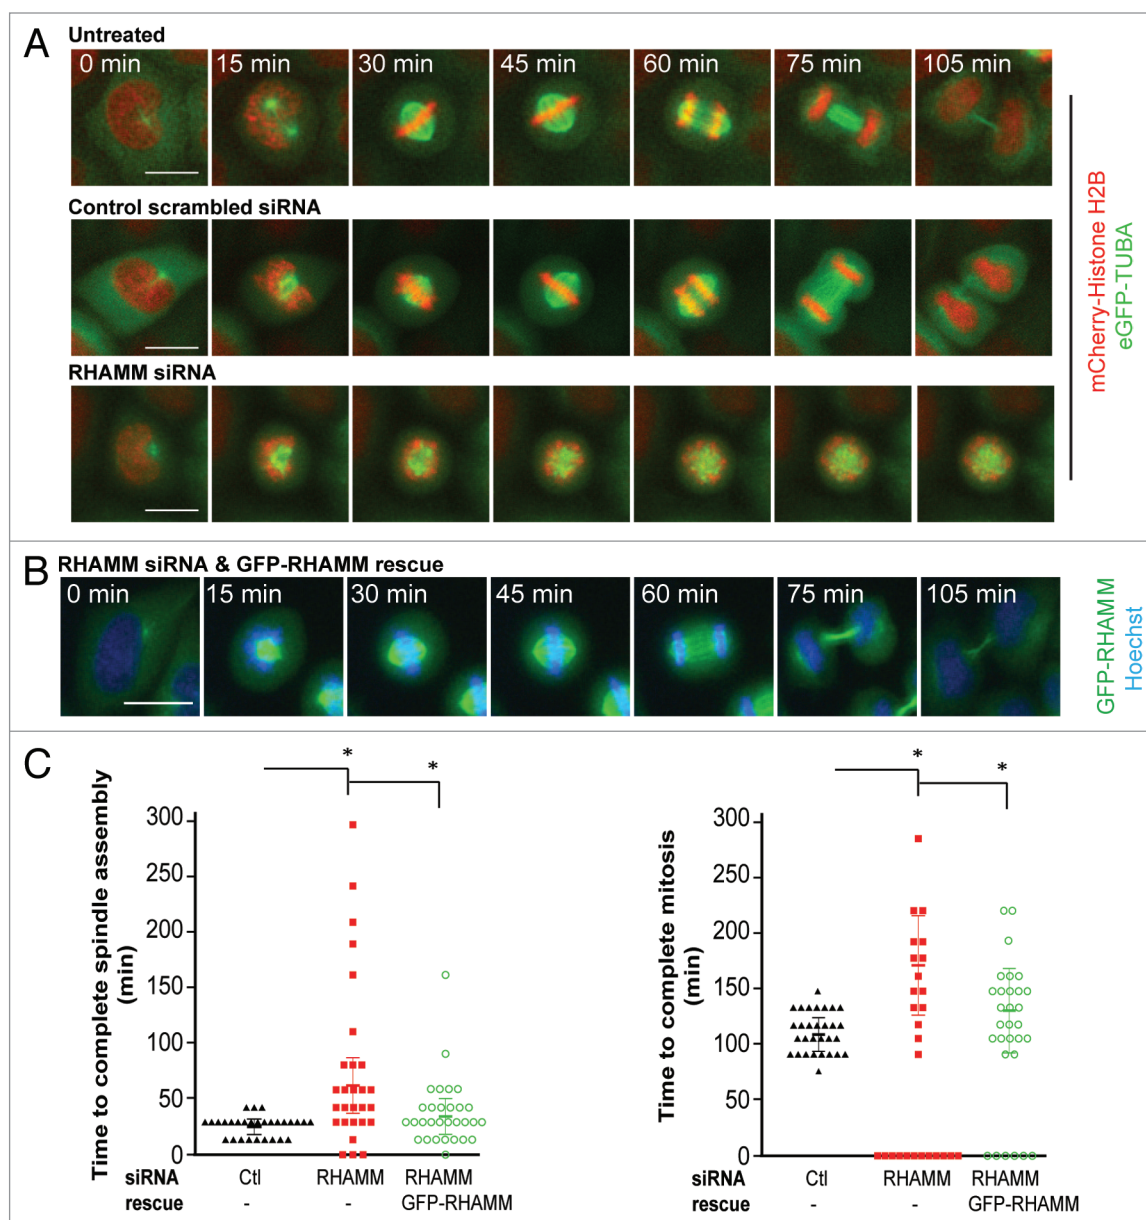 A
Untreated
0 min 15 min 30 min 45 min 60 min 75 min 105 min
Control scrambled siRNA
RHAMM siRNA
mCherry-Histone H2B
eGFP-TUBA
B
RHAMM siRNA & GFP-RHAMM rescue
0 min 15 min 30 min 45 min 60 min 75 min 105 min
GFP-RHAMM
Hoechst
C
Time to complete spindle assembly
(min)
* *
300
250
200
150
100
50
0
siRNA Ctl RHAMM RHAMM
rescue - - GFP-RHAMM
Time to complete mitosis
(min)
* *
300
250
200
150
100
50
0
siRNA Ctl RHAMM RHAMM
rescue - - GFP-RHAMM